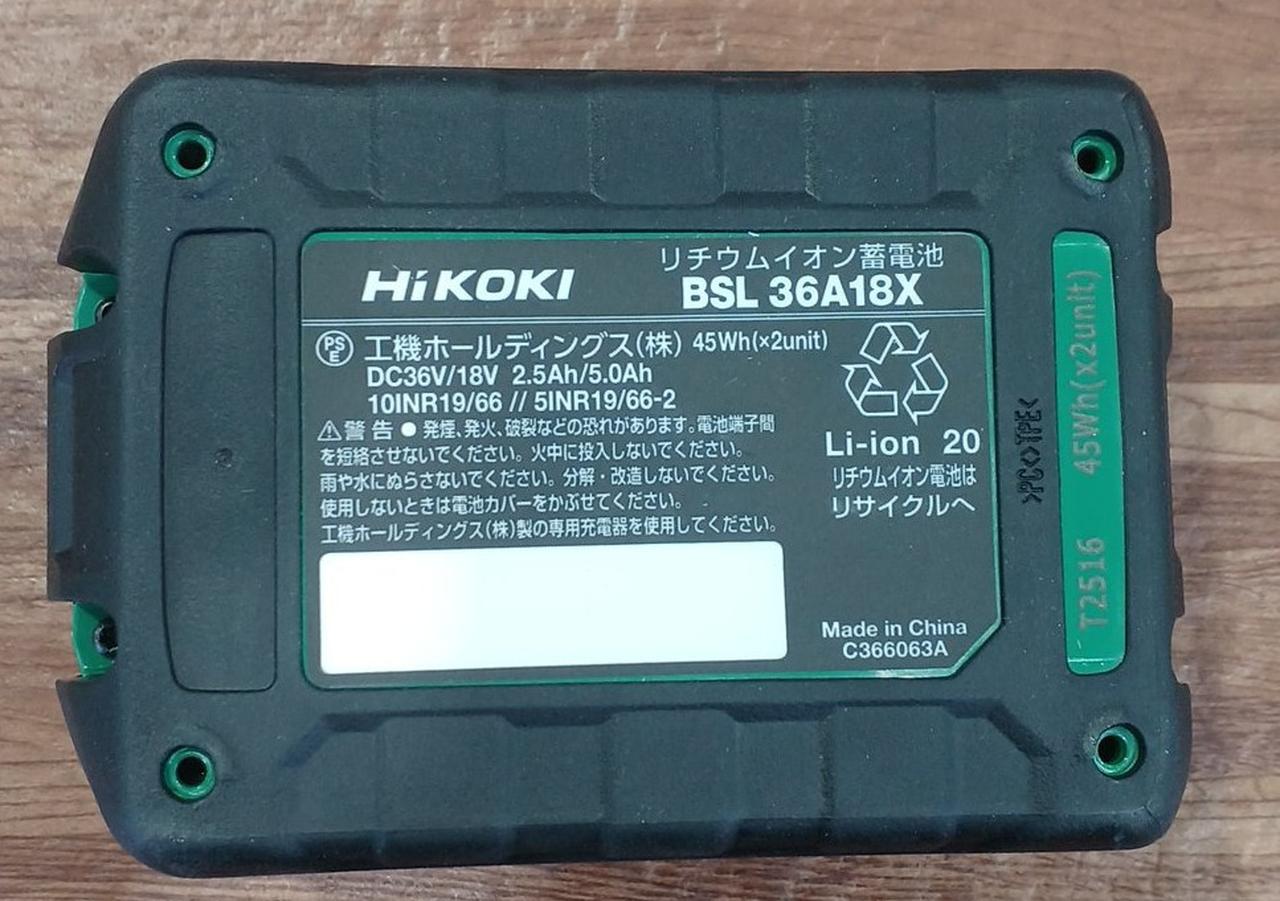 HiKOKI
リチウムイオン蓄電池
BSL 36A18X
PS
E
工機ホールディングス(株) 45Wh(×2unit)
DC36V/18V 2.5Ah/5.0Ah
10INR19/66 // 5INR19/66-2
⚠警告 ● 発煙、発火、破裂などの恐れがあります。電池端子間
を短絡させないでください。火中に投入しないでください。
雨や水にぬらさないでください。分解・改造しないでください。
使用しないときは電池カバーをかぶせてください。
工機ホールディングス(株)製の専用充電器を使用してください。
Li-ion 20
リチウムイオン電池は
リサイクルへ
Made in China
C366063A
>PC<>TPE<
T2516 45Wh(x2unit)